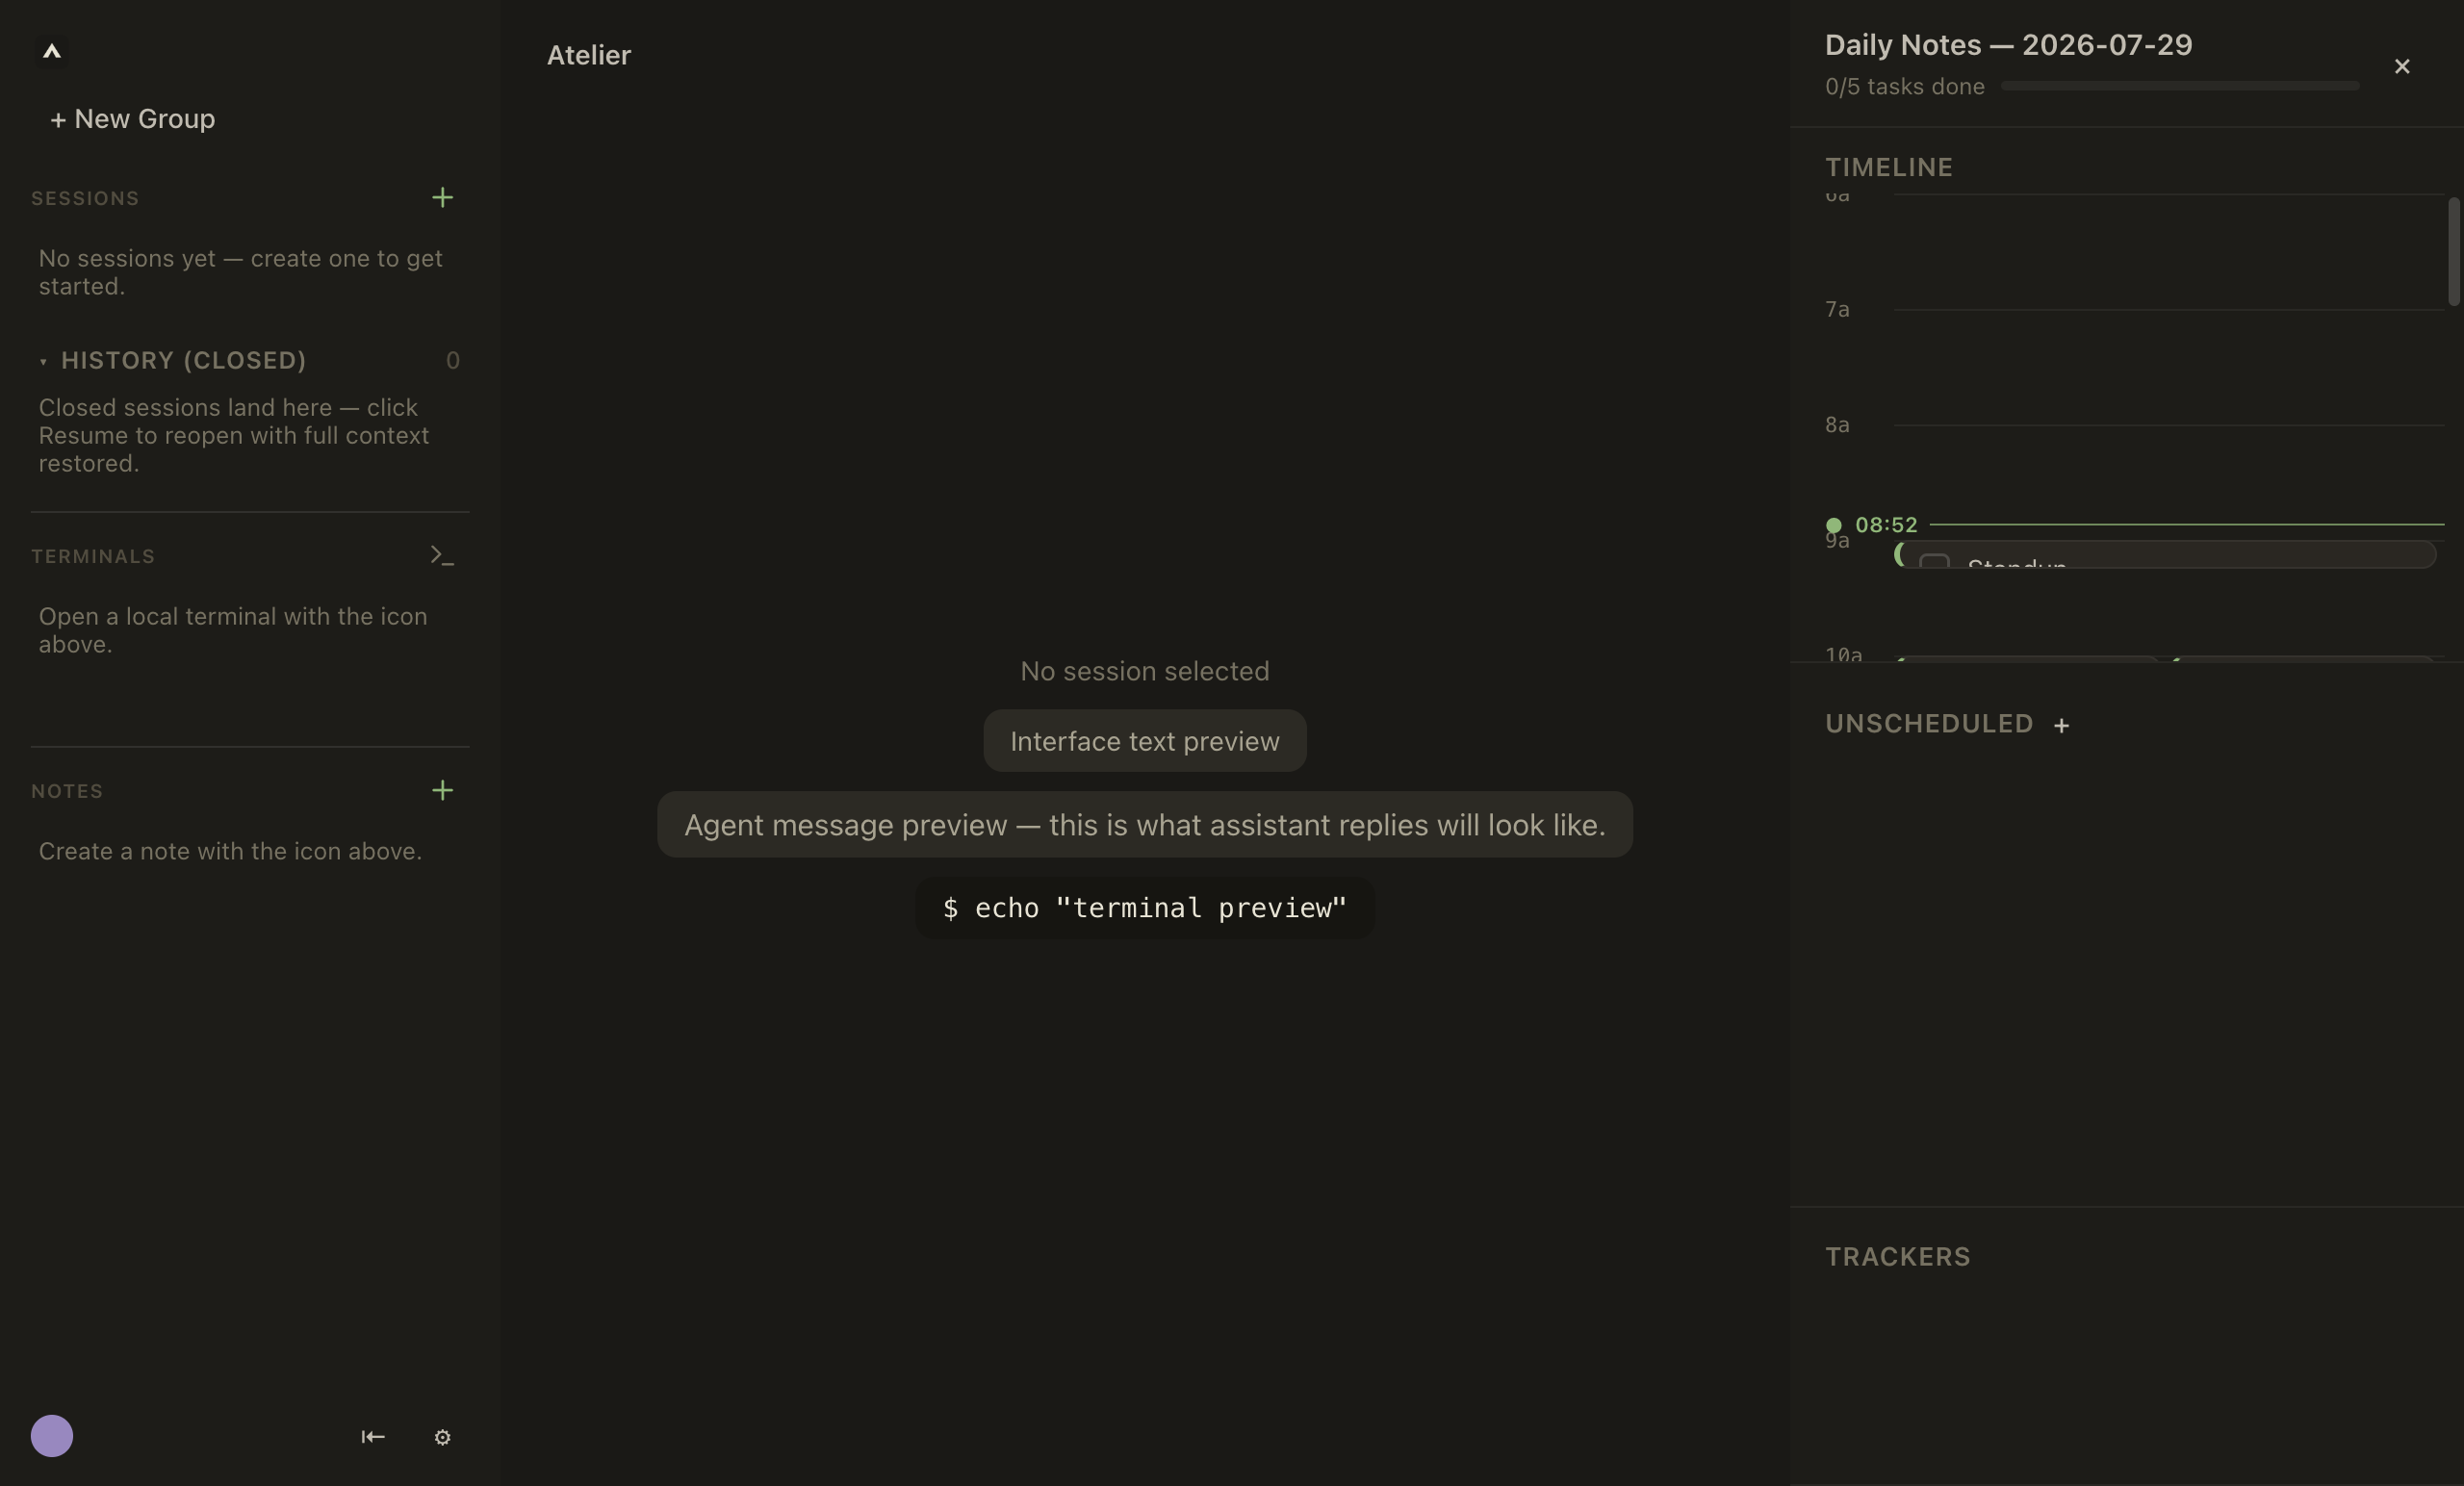 + New Group
SESSIONS +
No sessions yet — create one to get
started.
▾ HISTORY (CLOSED) 0
Closed sessions land here — click
Resume to reopen with full context
restored.
TERMINALS >_
Open a local terminal with the icon
above.
NOTES +
Create a note with the icon above.
Atelier
No session selected
Interface text preview
Agent message preview — this is what assistant replies will look like.
$ echo "terminal preview"
Daily Notes — 2026-07-29
0/5 tasks done
×
TIMELINE
6a
7a
8a
08:52
9a
Standup
10a
UNSCHEDULED +
TRACKERS